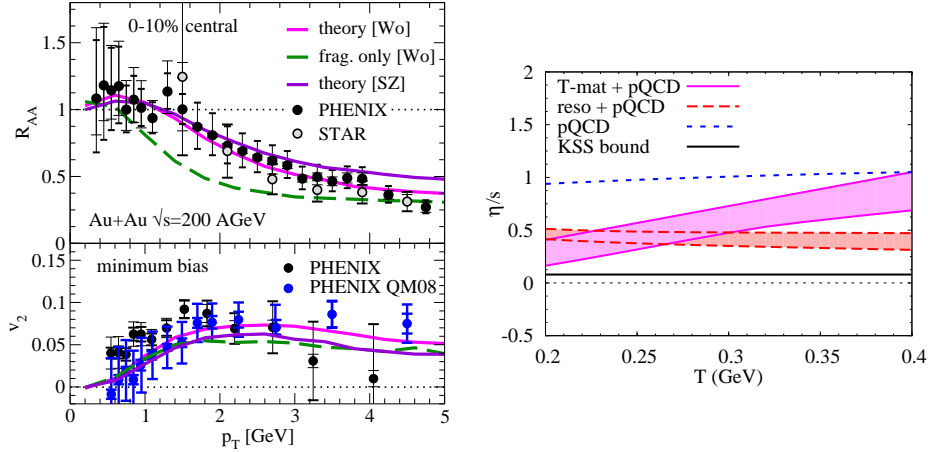 0-10% central
theory [Wo]
frag. only [Wo]
theory [SZ]
PHENIX
STAR
1.5
1.0
0.5
0.0
R_AA
Au+Au √s=200 AGeV
minimum bias
PHENIX
PHENIX QM08
0.15
0.1
0.05
0
v_2
0 1 2 3 4 5
p_T [GeV]
T-mat + pQCD
reso + pQCD
pQCD
KSS bound
2
1.5
1
0.5
0
-0.5
η/s
0.2 0.25 0.3 0.35 0.4
T (GeV)